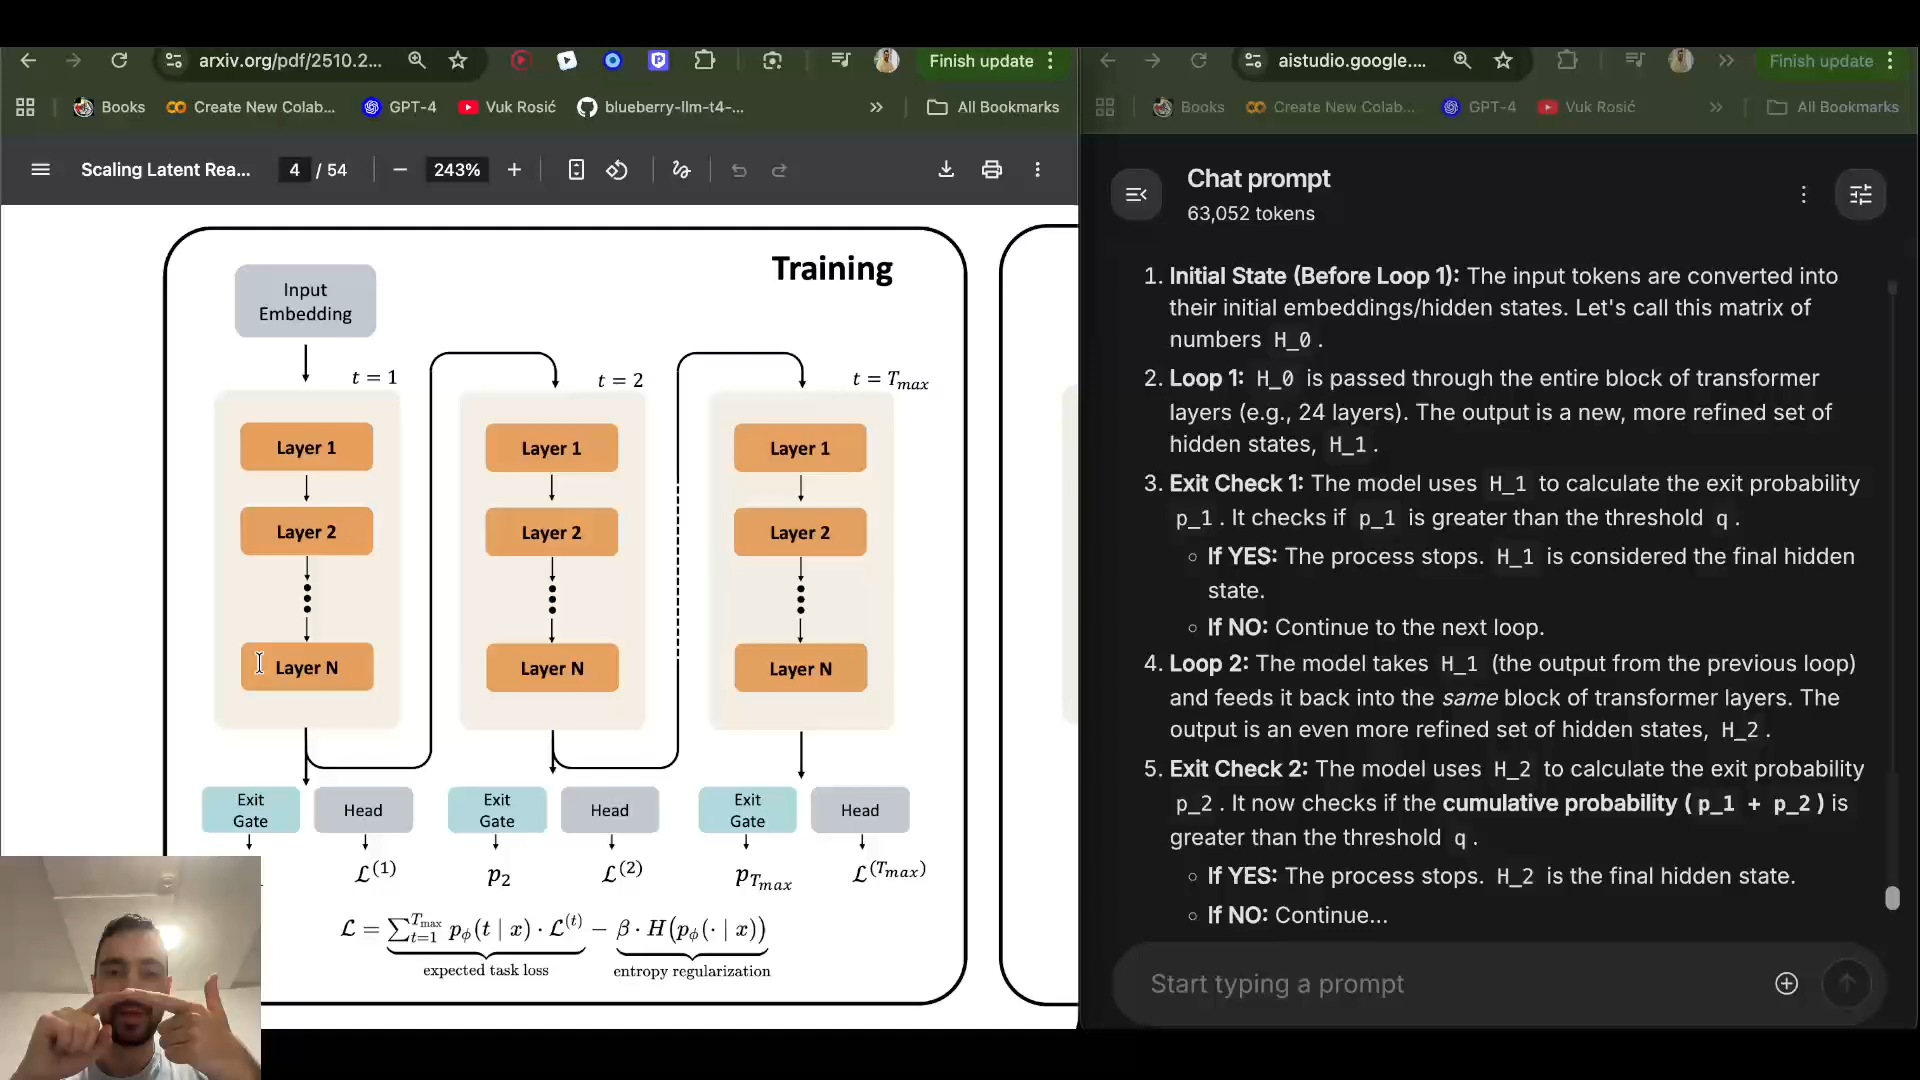 arxiv.org/pdf/2510.2...
Finish update
Books
Create New Colab...
GPT-4
Vuk Rosić
blueberry-llm-t4-...
»
All Bookmarks
Scaling Latent Rea...
4 / 54
243%
Training
Input
Embedding
t = 1
t = 2
t = Tmax
Layer 1
Layer 1
Layer 1
Layer 2
Layer 2
Layer 2
Layer N
Layer N
Layer N
Exit
Gate
Head
Exit
Gate
Head
Exit
Gate
Head
ℒ(1)
p2
ℒ(2)
pTmax
ℒ(Tmax)
ℒ = ∑t=1Tmax pϕ(t | x) · ℒ(t) − β · H(pϕ(· | x))
expected task loss
entropy regularization
aistudio.google....
»
Finish update
Books
Create New Colab...
GPT-4
Vuk Rosić
»
All Bookmarks
Chat prompt
63,052 tokens
1. Initial State (Before Loop 1): The input tokens are converted into
their initial embeddings/hidden states. Let's call this matrix of
numbers H_0 .
2. Loop 1: H_0 is passed through the entire block of transformer
layers (e.g., 24 layers). The output is a new, more refined set of
hidden states, H_1 .
3. Exit Check 1: The model uses H_1 to calculate the exit probability
p_1 . It checks if p_1 is greater than the threshold q .
If YES: The process stops. H_1 is considered the final hidden
state.
If NO: Continue to the next loop.
4. Loop 2: The model takes H_1 (the output from the previous loop)
and feeds it back into the same block of transformer layers. The
output is an even more refined set of hidden states, H_2 .
5. Exit Check 2: The model uses H_2 to calculate the exit probability
p_2 . It now checks if the cumulative probability ( p_1 + p_2 ) is
greater than the threshold q .
If YES: The process stops. H_2 is the final hidden state.
If NO: Continue...
Start typing a prompt